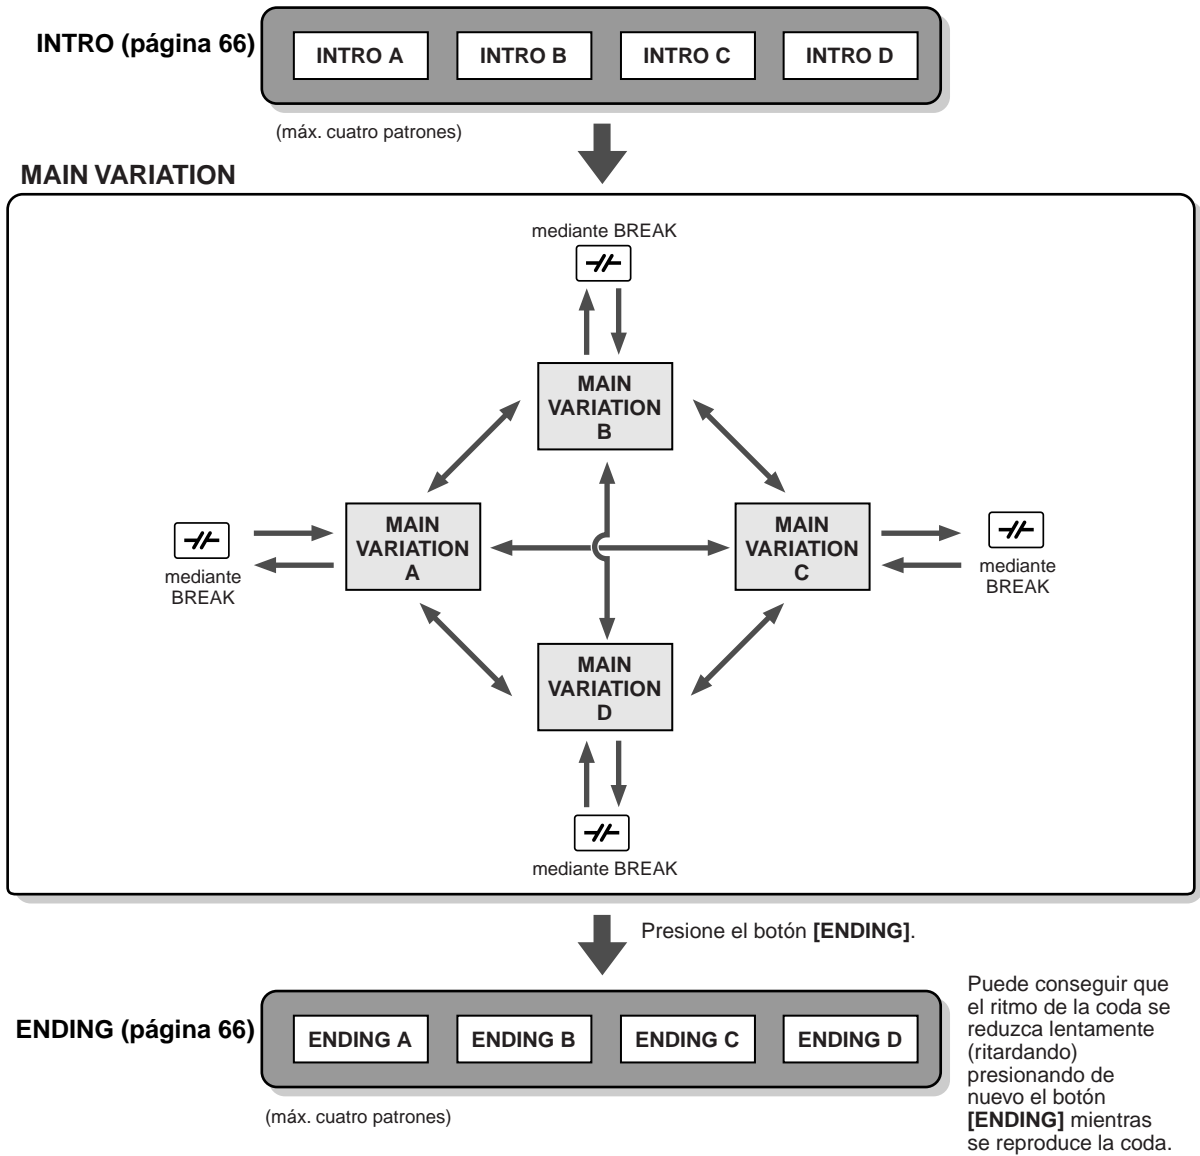 INTRO (página 66)
INTRO A
INTRO B
INTRO C
INTRO D
(máx. cuatro patrones)
MAIN VARIATION
mediante BREAK
MAIN
VARIATION
B
mediante
BREAK
MAIN
VARIATION
A
MAIN
VARIATION
C
mediante
BREAK
MAIN
VARIATION
D
mediante BREAK
Presione el botón [ENDING].
ENDING (página 66)
ENDING A
ENDING B
ENDING C
ENDING D
(máx. cuatro patrones)
Puede conseguir que
el ritmo de la coda se
reduzca lentamente
(ritardando)
presionando de
nuevo el botón
[ENDING] mientras
se reproduce la coda.